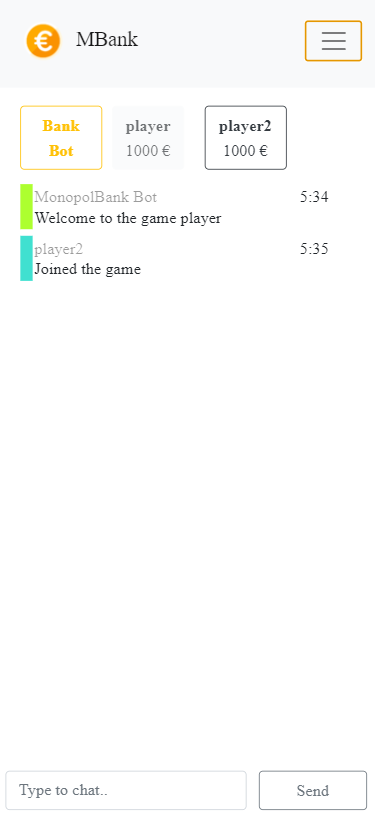 MBank
Bank player player2
Bot 1000 € 1000 €
MonopolBank Bot 5:34
Welcome to the game player
player2 5:35
Joined the game
Type to chat.. Send